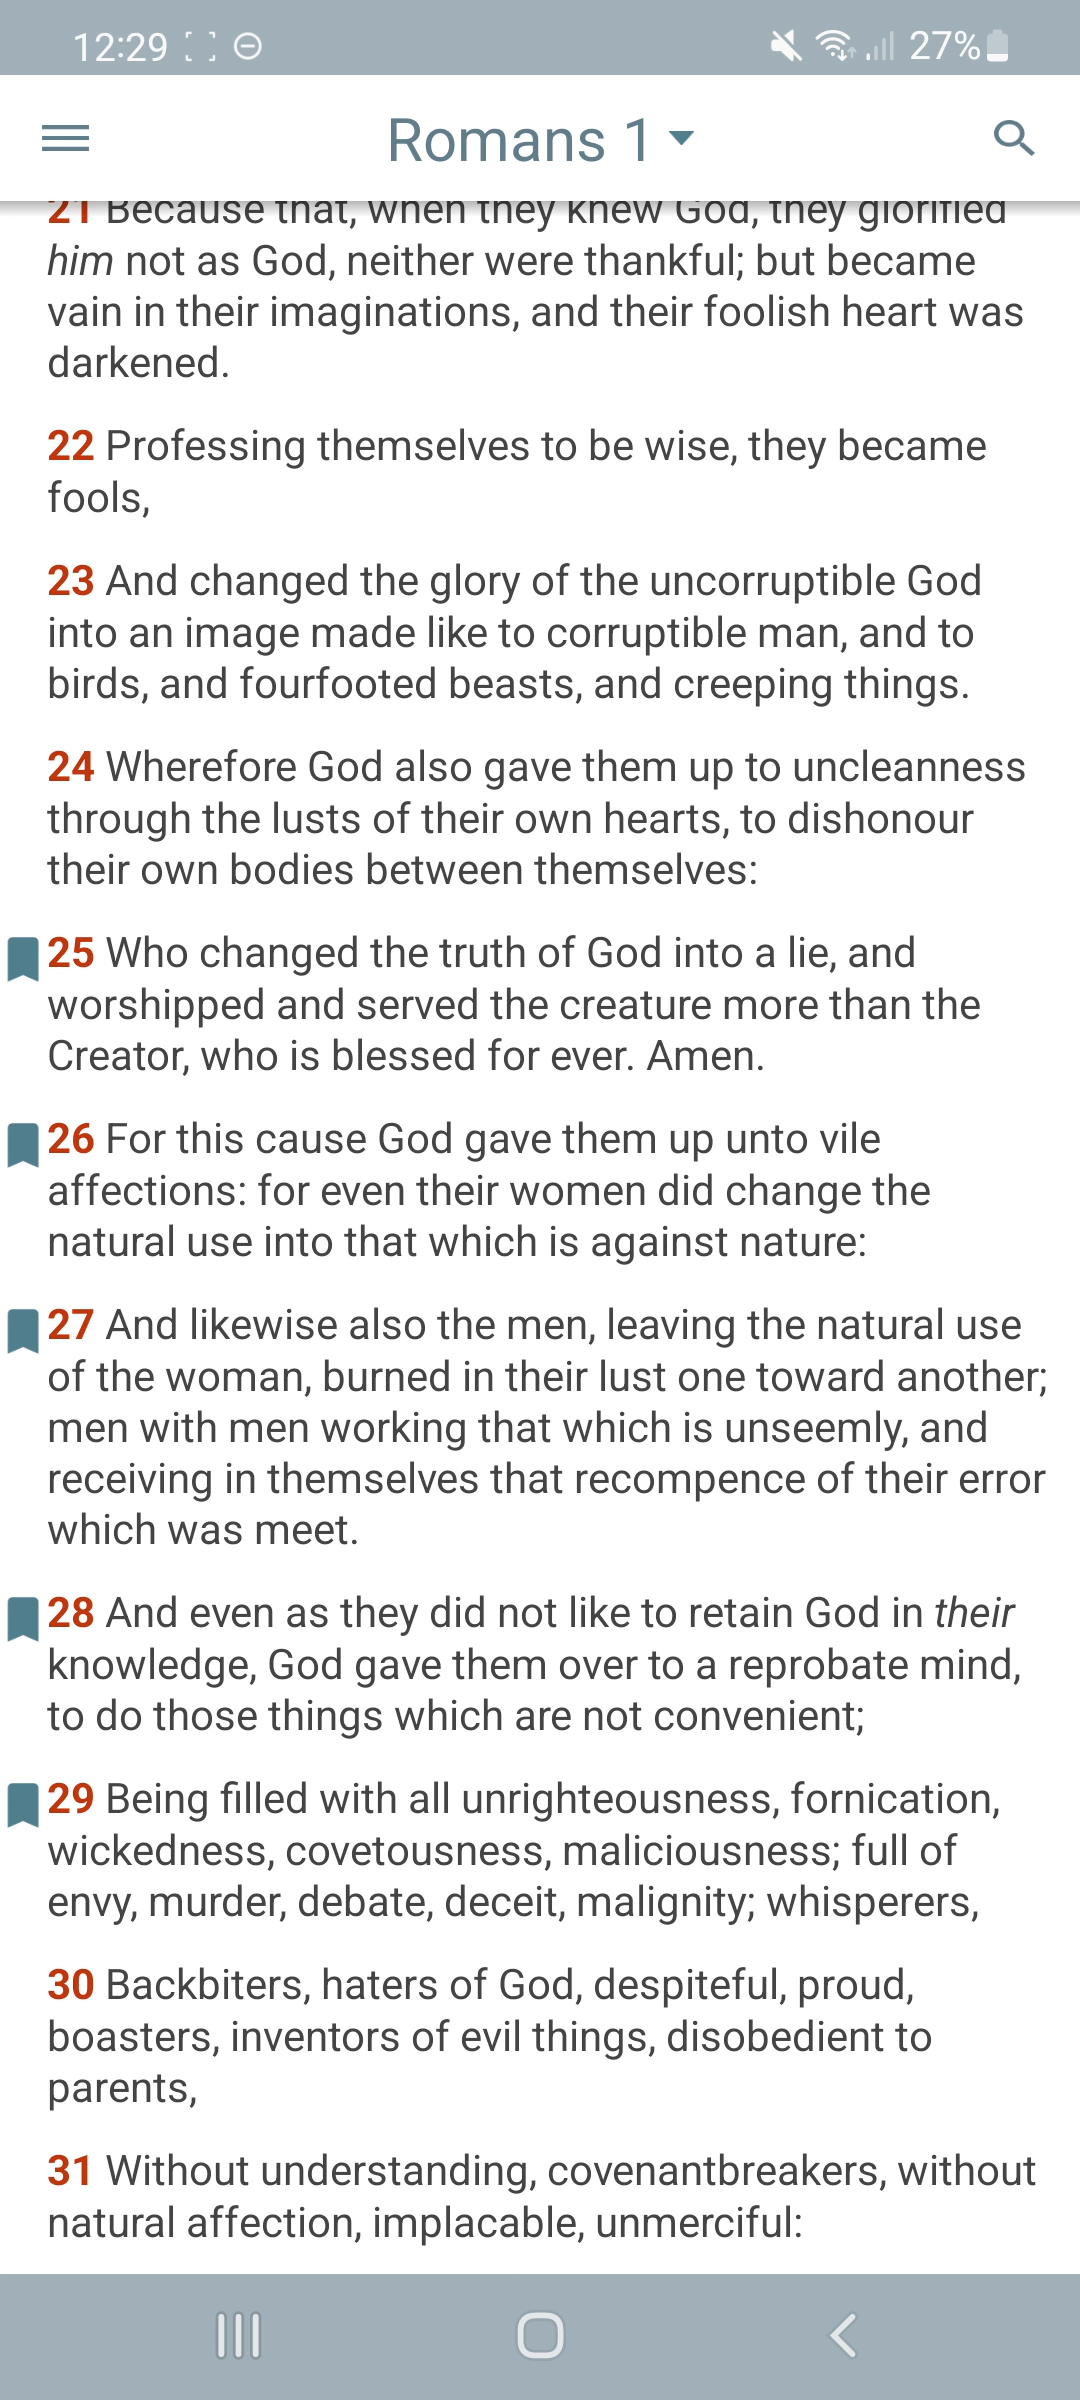 12:29
27%
Romans 1
21 Because that, when they knew God, they glorified
him not as God, neither were thankful; but became
vain in their imaginations, and their foolish heart was
darkened.
22 Professing themselves to be wise, they became
fools,
23 And changed the glory of the uncorruptible God
into an image made like to corruptible man, and to
birds, and fourfooted beasts, and creeping things.
24 Wherefore God also gave them up to uncleanness
through the lusts of their own hearts, to dishonour
their own bodies between themselves:
25 Who changed the truth of God into a lie, and
worshipped and served the creature more than the
Creator, who is blessed for ever. Amen.
26 For this cause God gave them up unto vile
affections: for even their women did change the
natural use into that which is against nature:
27 And likewise also the men, leaving the natural use
of the woman, burned in their lust one toward another;
men with men working that which is unseemly, and
receiving in themselves that recompence of their error
which was meet.
28 And even as they did not like to retain God in their
knowledge, God gave them over to a reprobate mind,
to do those things which are not convenient;
29 Being filled with all unrighteousness, fornication,
wickedness, covetousness, maliciousness; full of
envy, murder, debate, deceit, malignity; whisperers,
30 Backbiters, haters of God, despiteful, proud,
boasters, inventors of evil things, disobedient to
parents,
31 Without understanding, covenantbreakers, without
natural affection, implacable, unmerciful: